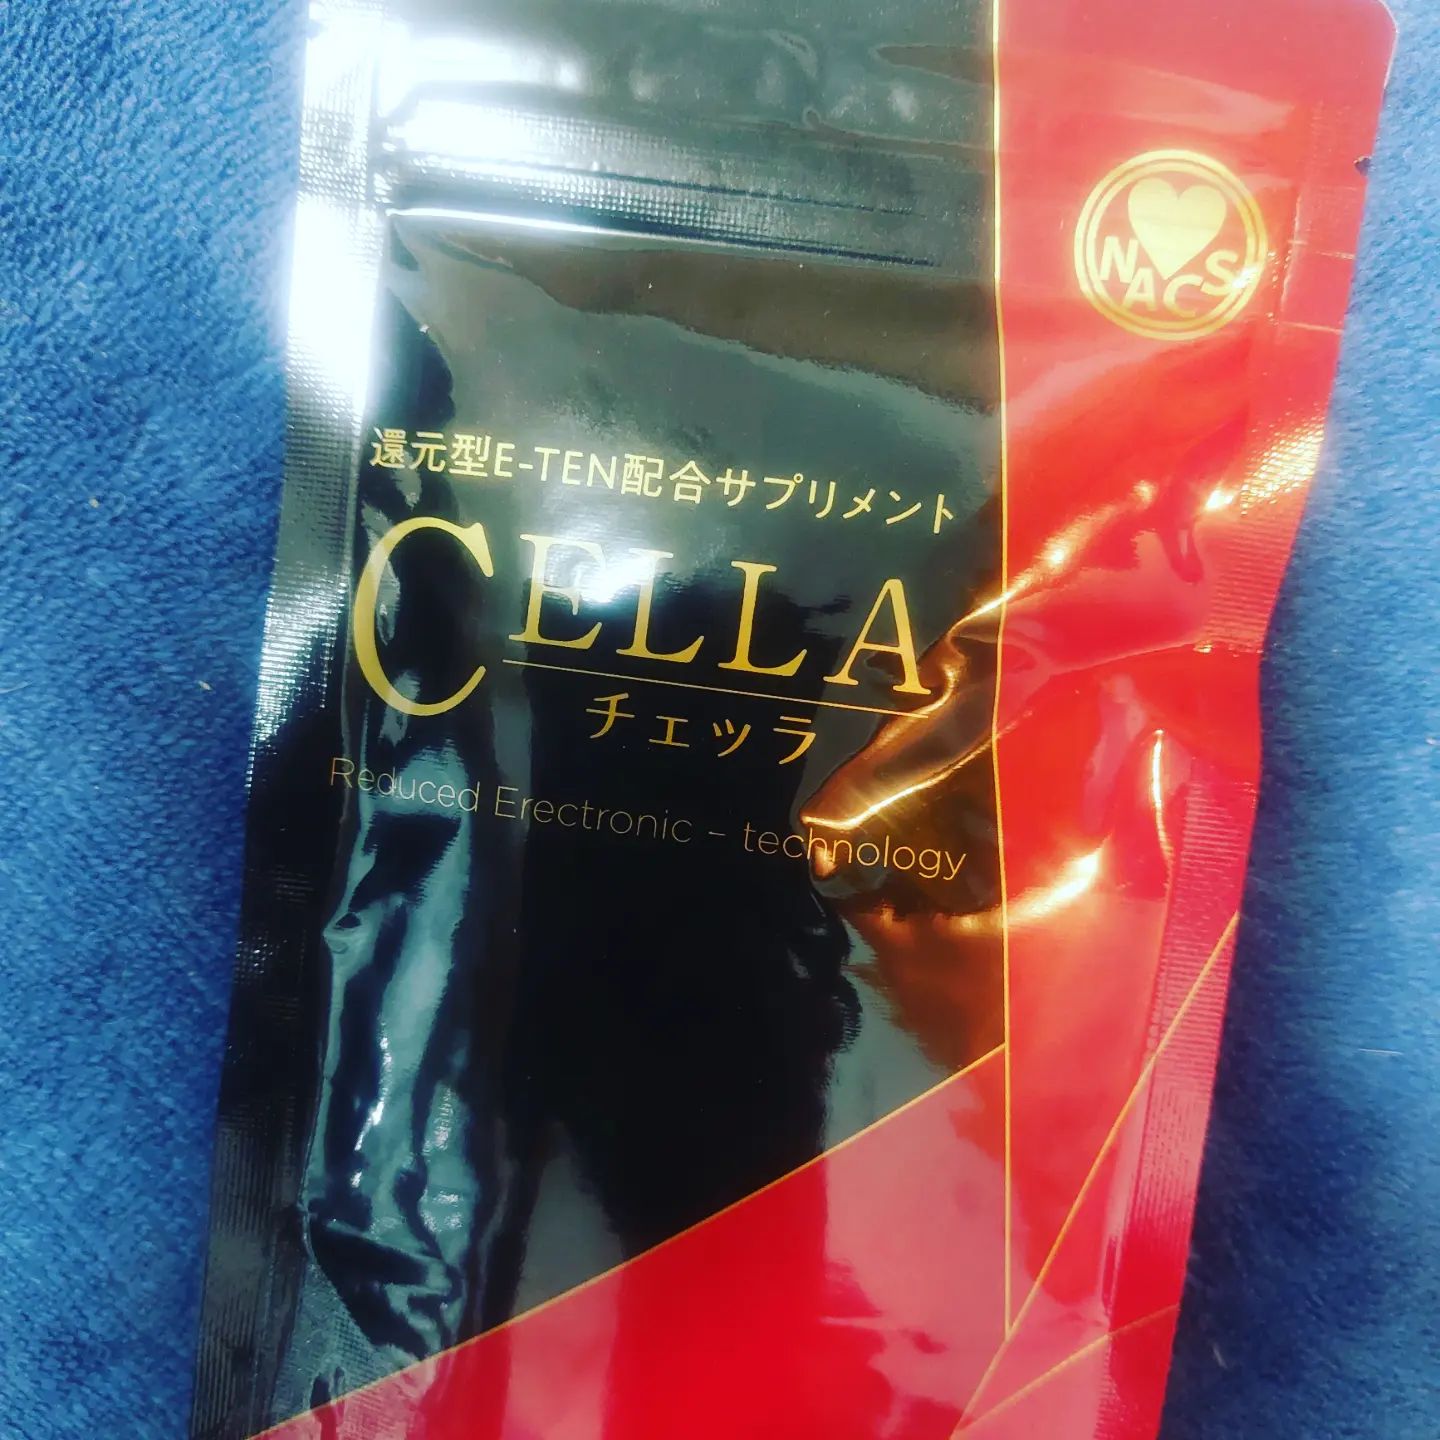 NACS
還元型E-TEN配合サプリメント
CELLA
チェッラ
Reduced Erectronic - technology